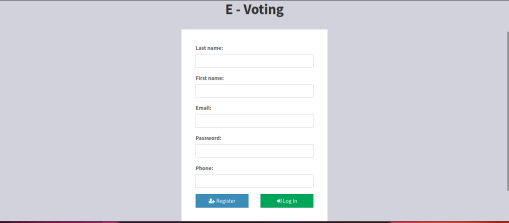 E - Voting
Last name:
First name:
Email:
Password:
Phone:
Register
Log In